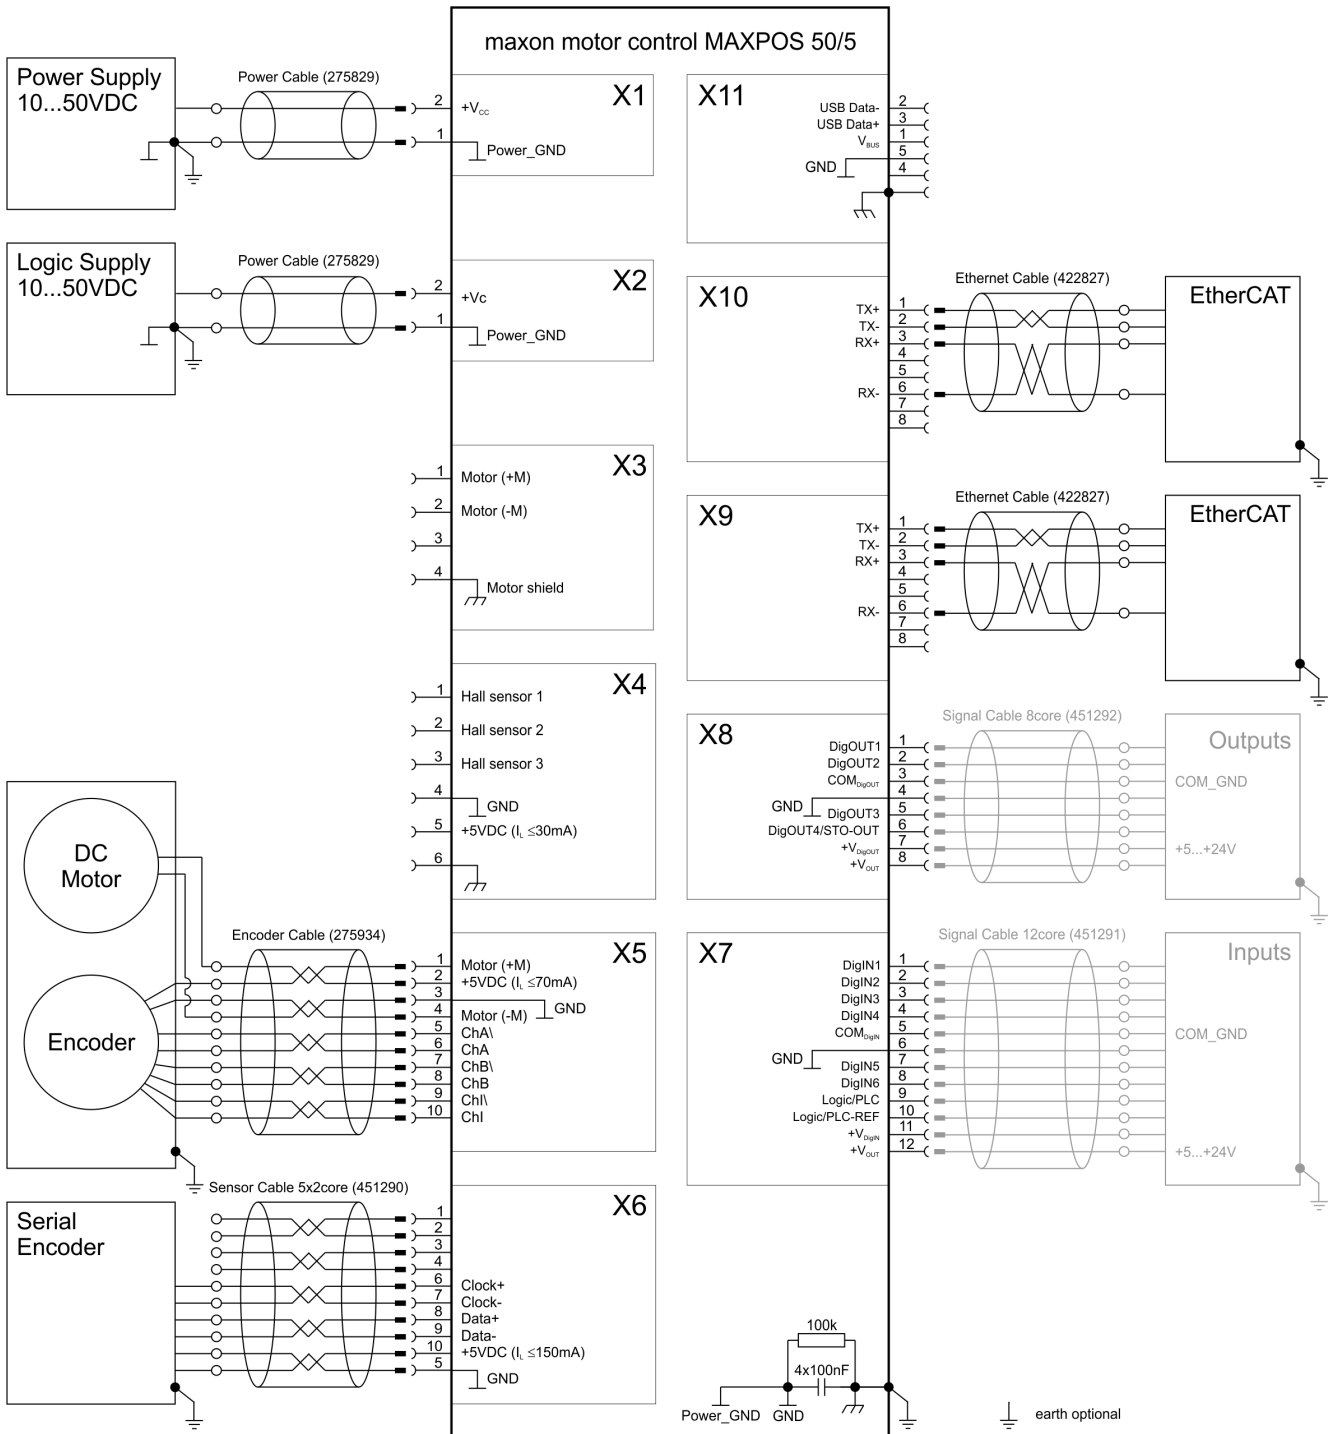 maxon motor control MAXPOS 50/5
Power Supply
10...50VDC
Power Cable (275829)
X1
2
+Vcc
1
Power_GND
Logic Supply
10...50VDC
Power Cable (275829)
X2
2
+Vc
1
Power_GND
X3
1
Motor (+M)
2
Motor (-M)
3
4
Motor shield
X4
1
Hall sensor 1
2
Hall sensor 2
3
Hall sensor 3
4
GND
5
+5VDC (IL ≤30mA)
6
DC
Motor
Encoder
Encoder Cable (275934)
X5
1
Motor (+M)
2
+5VDC (IL ≤70mA)
3
GND
4
Motor (-M)
5
ChA\
6
ChA
7
ChB\
8
ChB
9
ChI\
10
ChI
Serial
Encoder
Sensor Cable 5x2core (451290)
X6
1
2
3
4
6
Clock+
7
Clock-
8
Data+
9
Data-
10
+5VDC (IL ≤150mA)
5
GND
X11
USB Data-
2
USB Data+
3
VBUS
1
GND
5
4
X10
TX+
1
TX-
2
RX+
3
4
5
RX-
6
7
8
Ethernet Cable (422827)
EtherCAT
X9
TX+
1
TX-
2
RX+
3
4
5
RX-
6
7
8
Ethernet Cable (422827)
EtherCAT
X8
DigOUT1
1
DigOUT2
2
COMDigOUT
3
GND
4
DigOUT3
5
DigOUT4/STO-OUT
6
+VDigOUT
7
+VOUT
8
Signal Cable 8core (451292)
Outputs
COM_GND
+5...+24V
X7
DigIN1
1
DigIN2
2
DigIN3
3
DigIN4
4
COMDigIN
5
GND
6
DigIN5
7
DigIN6
8
Logic/PLC
9
Logic/PLC-REF
10
+VDigIN
11
+VOUT
12
Signal Cable 12core (451291)
Inputs
COM_GND
+5...+24V
100k
4x100nF
Power_GND
GND
earth optional